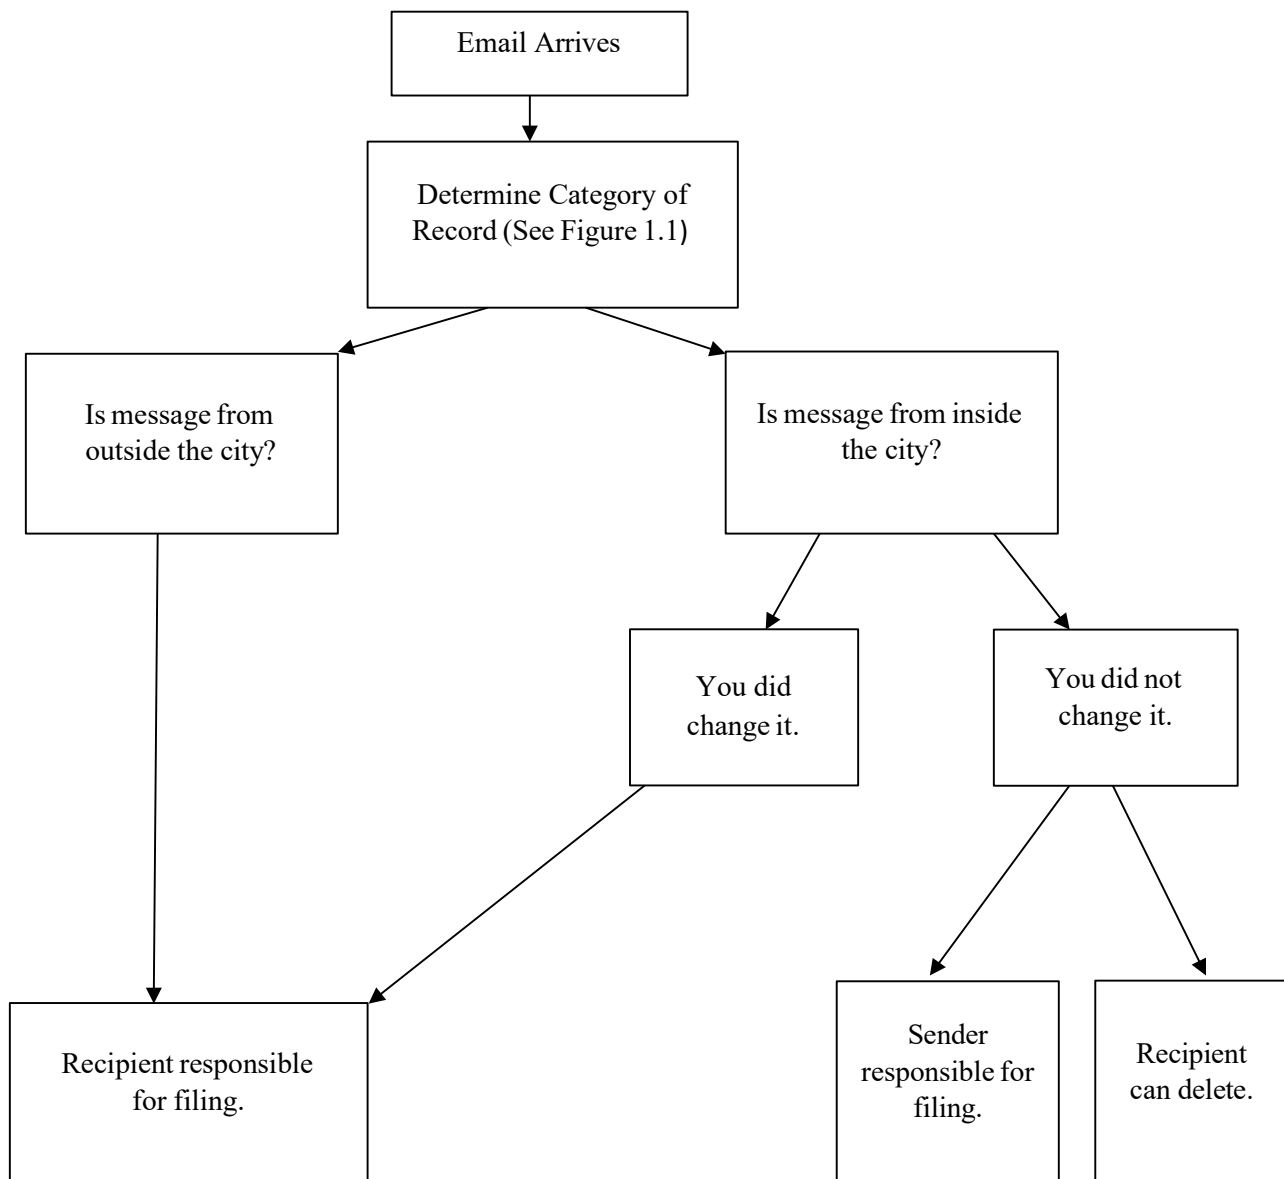 Email Arrives
Determine Category of
Record (See Figure 1.1)
Is message from
outside the city?
Is message from inside
the city?
You did
change it.
You did not
change it.
Recipient responsible
for filing.
Sender
responsible for
filing.
Recipient
can delete.